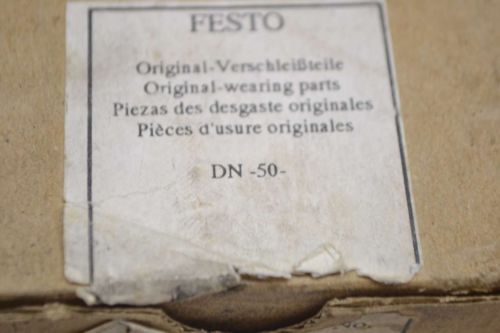 FESTO
Original-Verschleißteile
Original-wearing parts
Piezas des desgaste originales
Pièces d'usure originales
DN -50-